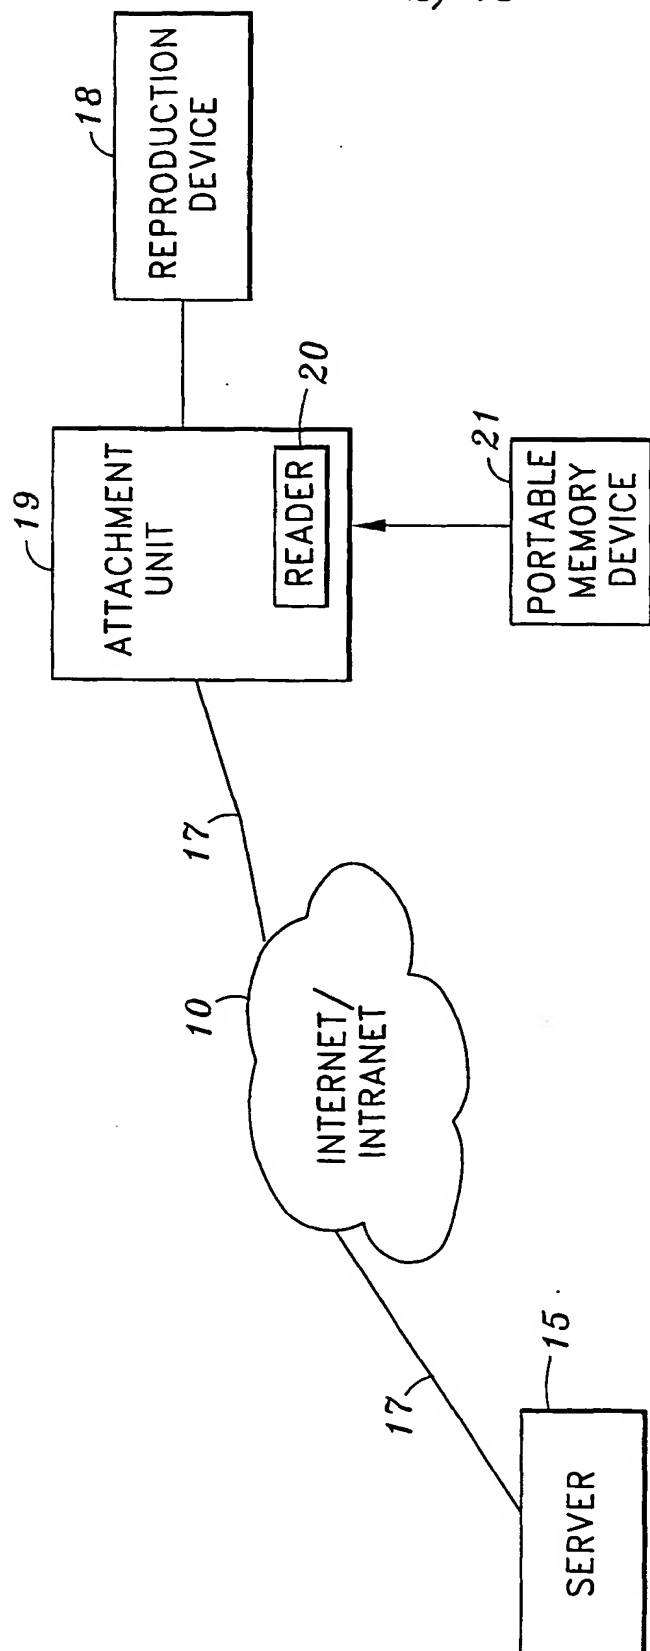 18
REPRODUCTION
DEVICE
19
ATTACHMENT
UNIT
20
READER
21
PORTABLE
MEMORY
DEVICE
17
10
INTERNET/
INTRANET
17
15
SERVER